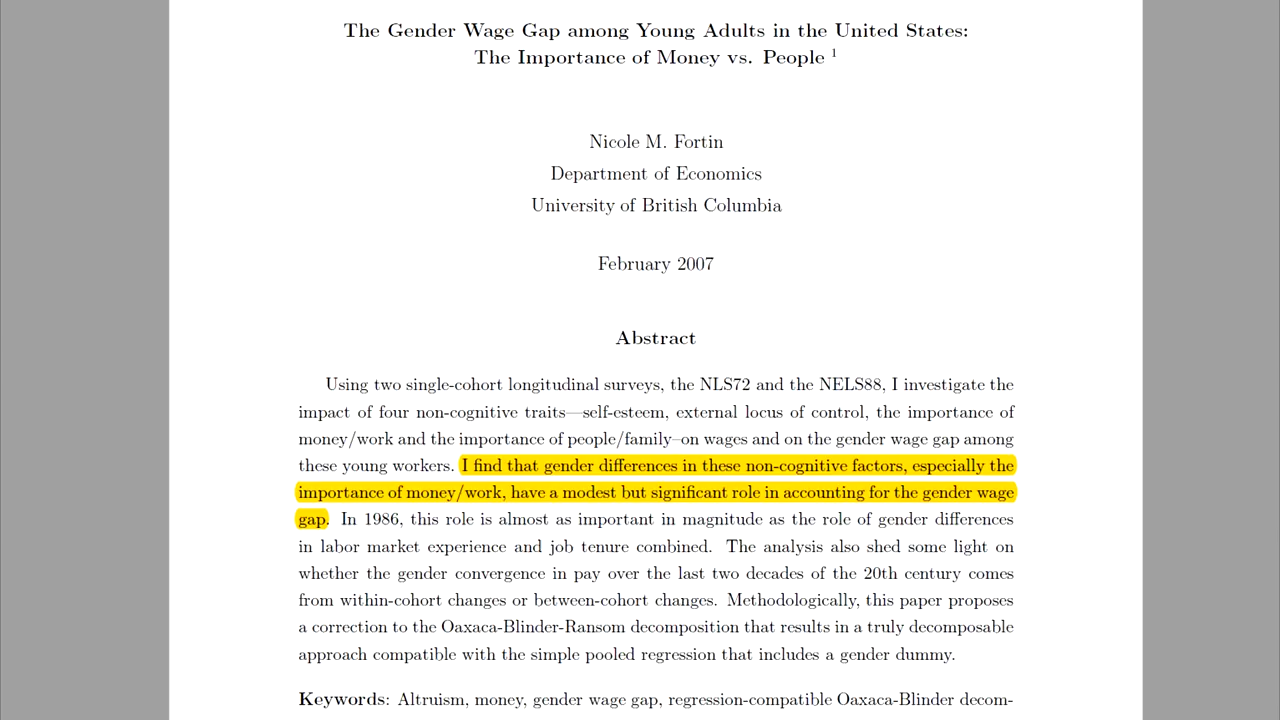 The Gender Wage Gap among Young Adults in the United States:
The Importance of Money vs. People 1
Nicole M. Fortin
Department of Economics
University of British Columbia
February 2007
Abstract
Using two single-cohort longitudinal surveys, the NLS72 and the NELS88, I investigate the
impact of four non-cognitive traits—self-esteem, external locus of control, the importance of
money/work and the importance of people/family–on wages and on the gender wage gap among
these young workers. I find that gender differences in these non-cognitive factors, especially the
importance of money/work, have a modest but significant role in accounting for the gender wage
gap. In 1986, this role is almost as important in magnitude as the role of gender differences
in labor market experience and job tenure combined. The analysis also shed some light on
whether the gender convergence in pay over the last two decades of the 20th century comes
from within-cohort changes or between-cohort changes. Methodologically, this paper proposes
a correction to the Oaxaca-Blinder-Ransom decomposition that results in a truly decomposable
approach compatible with the simple pooled regression that includes a gender dummy.
Keywords: Altruism, money, gender wage gap, regression-compatible Oaxaca-Blinder decom-